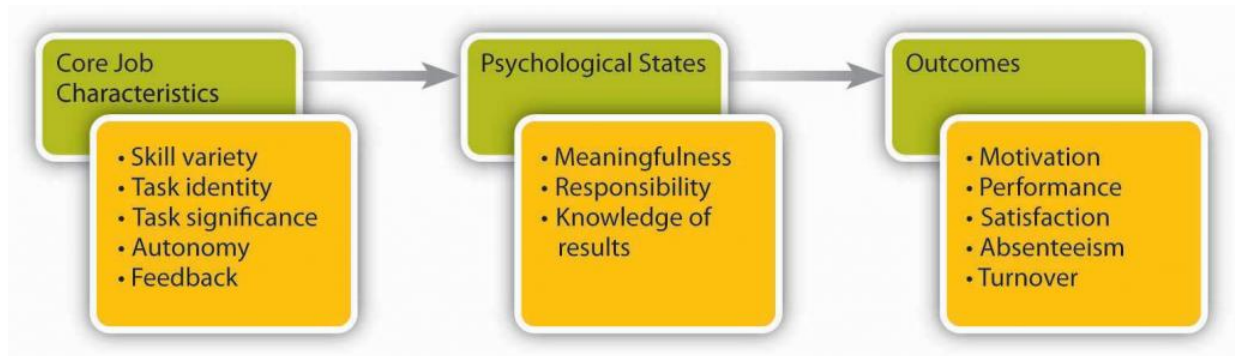 Core Job
Characteristics
• Skill variety
• Task identity
• Task significance
• Autonomy
• Feedback
Psychological States
• Meaningfulness
• Responsibility
• Knowledge of
results
Outcomes
• Motivation
• Performance
• Satisfaction
• Absenteeism
• Turnover